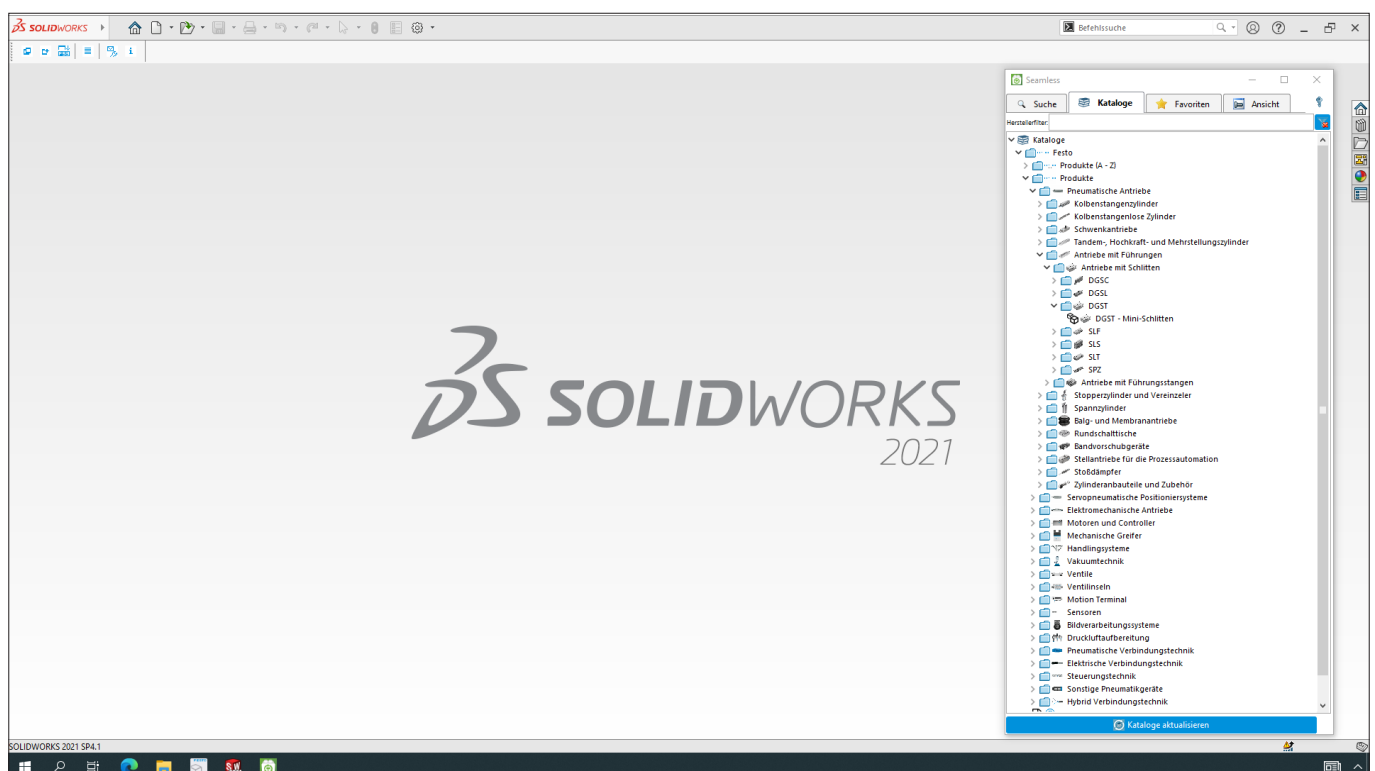 SOLIDWORKS
Befehlssuche
Seamless
Suche
Kataloge
Favoriten
Ansicht
Herstellerfilter:
Kataloge
Festo
Produkte (A - Z)
Produkte
Pneumatische Antriebe
Kolbenstangenzylinder
Kolbenstangenlose Zylinder
Schwenkantriebe
Tandem-, Hochkraft- und Mehrstellungszylinder
Antriebe mit Führungen
Antriebe mit Schlitten
DGSC
DGSL
DGST
DGST - Mini-Schlitten
SLF
SLS
SLT
SPZ
Antriebe mit Führungsstangen
Stopperzylinder und Vereinzeler
Spannzylinder
Balg- und Membranantriebe
Rundschalttische
Bandvorschubgeräte
Stellantriebe für die Prozessautomation
Stoßdämpfer
Zylinderanbauteile und Zubehör
Servopneumatische Positioniersysteme
Elektromechanische Antriebe
Motoren und Controller
Mechanische Greifer
Handlingsysteme
Vakuumtechnik
Ventile
Ventilinseln
Motion Terminal
Sensoren
Bildverarbeitungssysteme
Druckluftaufbereitung
Pneumatische Verbindungstechnik
Elektrische Verbindungstechnik
Steuerungstechnik
Sonstige Pneumatikgeräte
Hybrid Verbindungstechnik
Kataloge aktualisieren
SOLIDWORKS
2021
SOLIDWORKS 2021 SP4.1